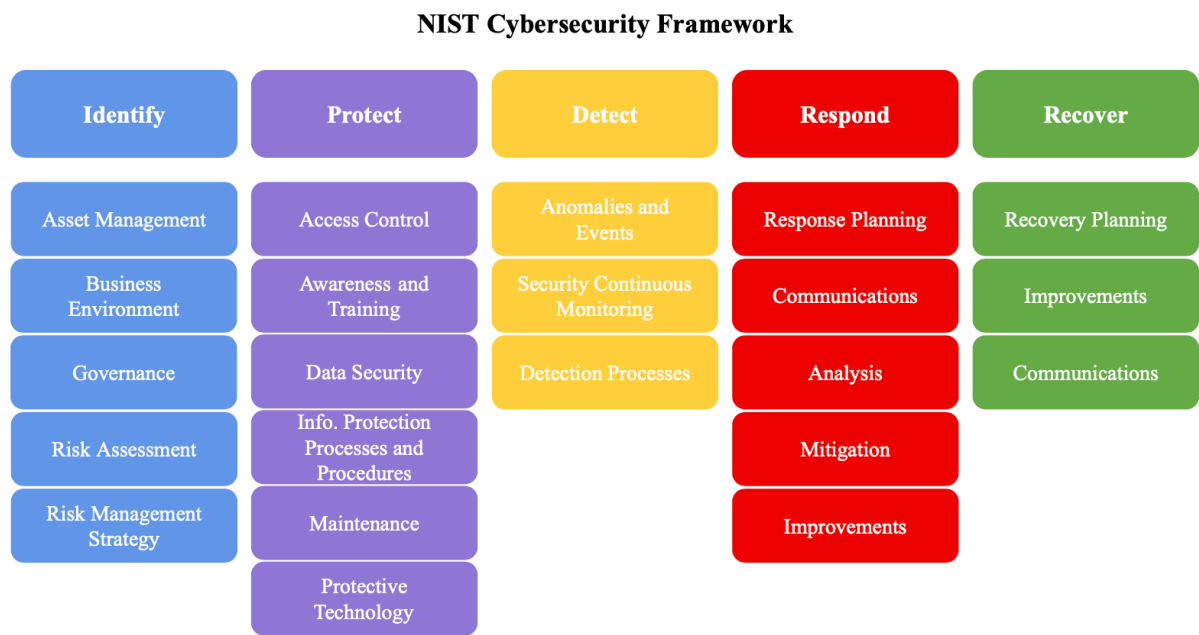 NIST Cybersecurity Framework
Identify
Protect
Detect
Respond
Recover
Asset Management
Business
Environment
Governance
Risk Assessment
Risk Management
Strategy
Access Control
Awareness and
Training
Data Security
Info. Protection
Processes and
Procedures
Maintenance
Protective
Technology
Anomalies and
Events
Security Continuous
Monitoring
Detection Processes
Response Planning
Communications
Analysis
Mitigation
Improvements
Recovery Planning
Improvements
Communications